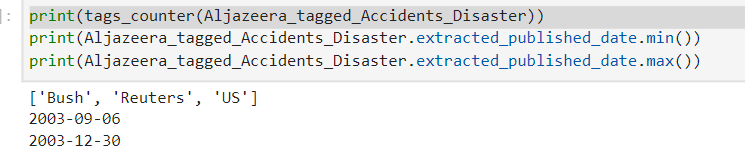 ]:
print(tags_counter(Aljazeera_tagged_Accidents_Disaster))
print(Aljazeera_tagged_Accidents_Disaster.extracted_published_date.min())
print(Aljazeera_tagged_Accidents_Disaster.extracted_published_date.max())
['Bush', 'Reuters', 'US']
2003-09-06
2003-12-30